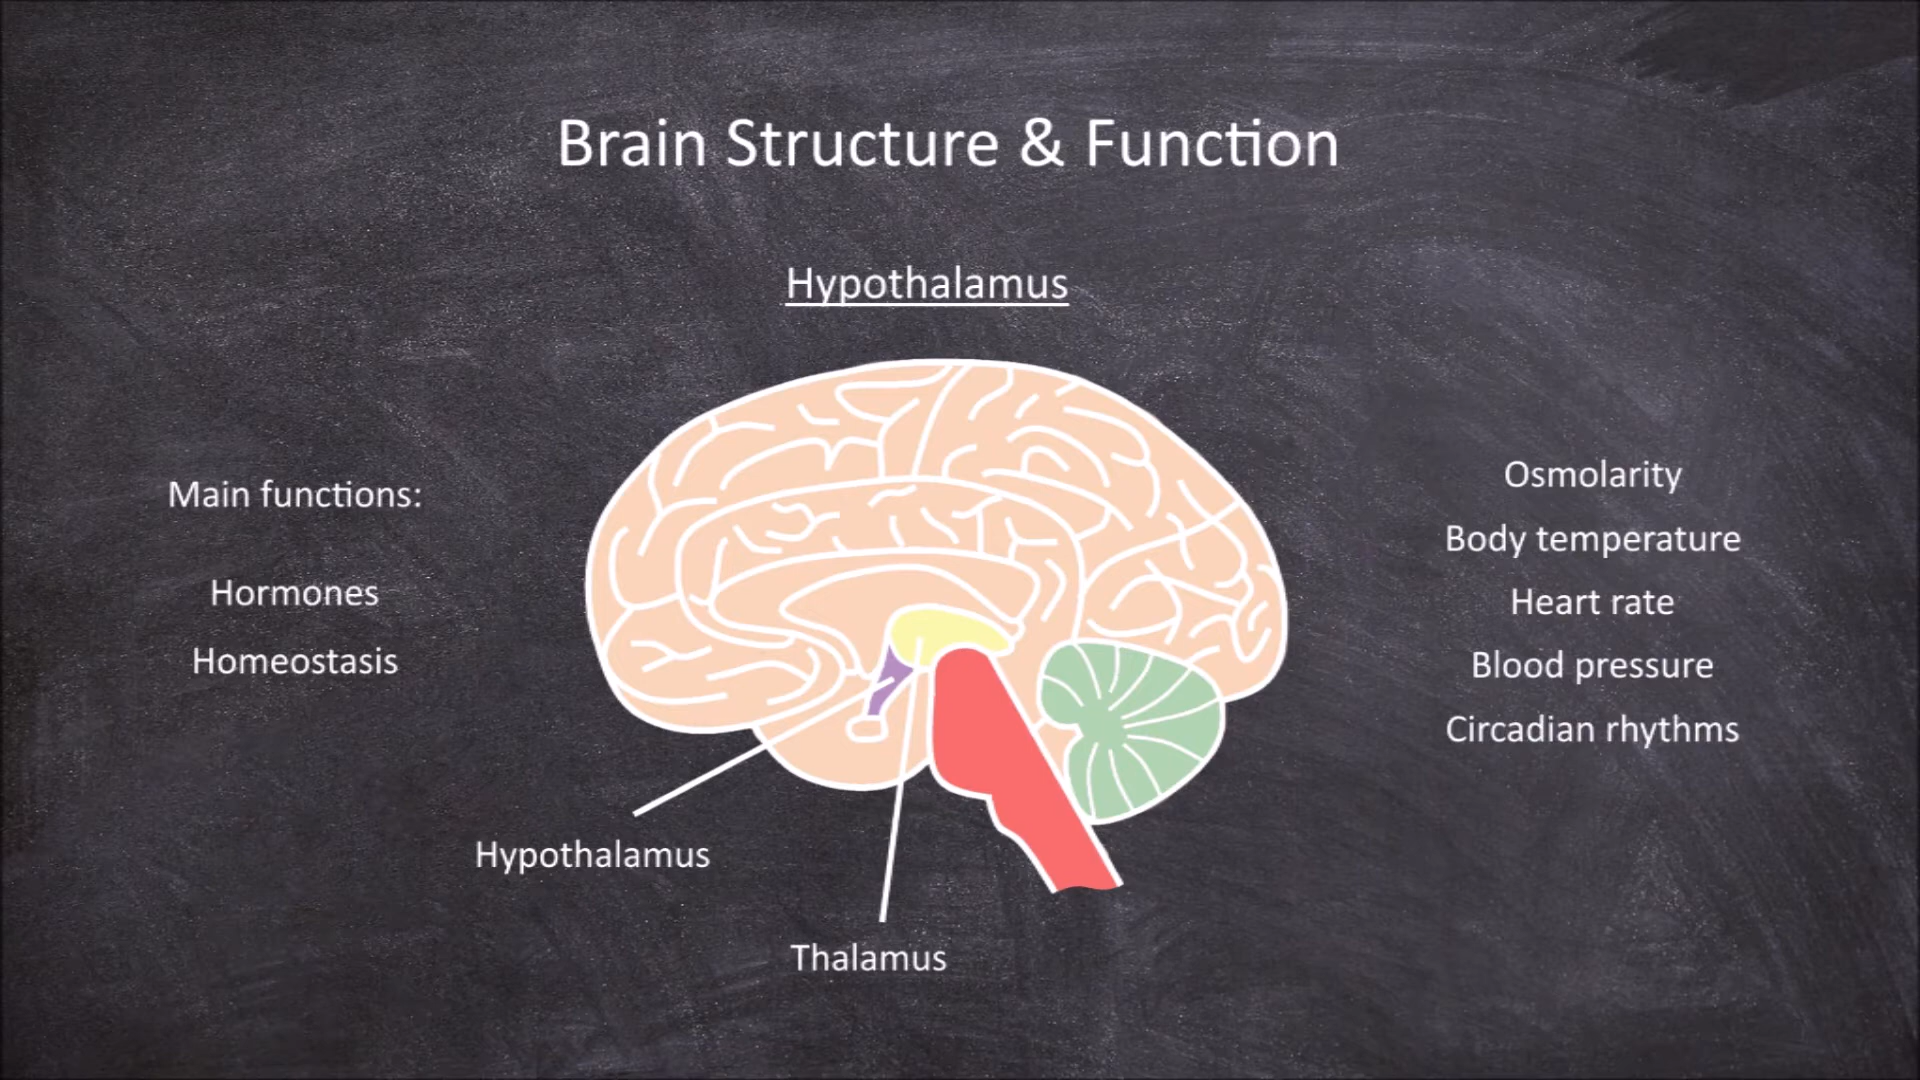 Brain Structure & Function
Hypothalamus
Main functions:
Hormones
Homeostasis
Osmolarity
Body temperature
Heart rate
Blood pressure
Circadian rhythms
Hypothalamus
Thalamus